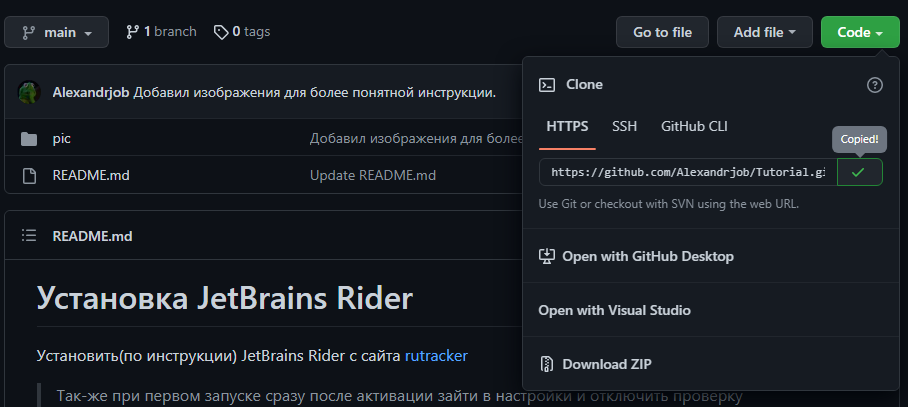 main
1 branch
0 tags
Go to file
Add file
Code
Alexandrjob Добавил изображения для более понятной инструкции.
pic
Добавил изображения для более
README.md
Update README.md
README.md
Установка JetBrains Rider
Установить(по инструкции) JetBrains Rider с сайта rutracker
Так-же при первом запуске сразу после активации зайти в настройки и отключить проверку
Clone
HTTPS
SSH
GitHub CLI
Copied!
https://github.com/Alexandrjob/Tutorial.gi
Use Git or checkout with SVN using the web URL.
Open with GitHub Desktop
Open with Visual Studio
Download ZIP